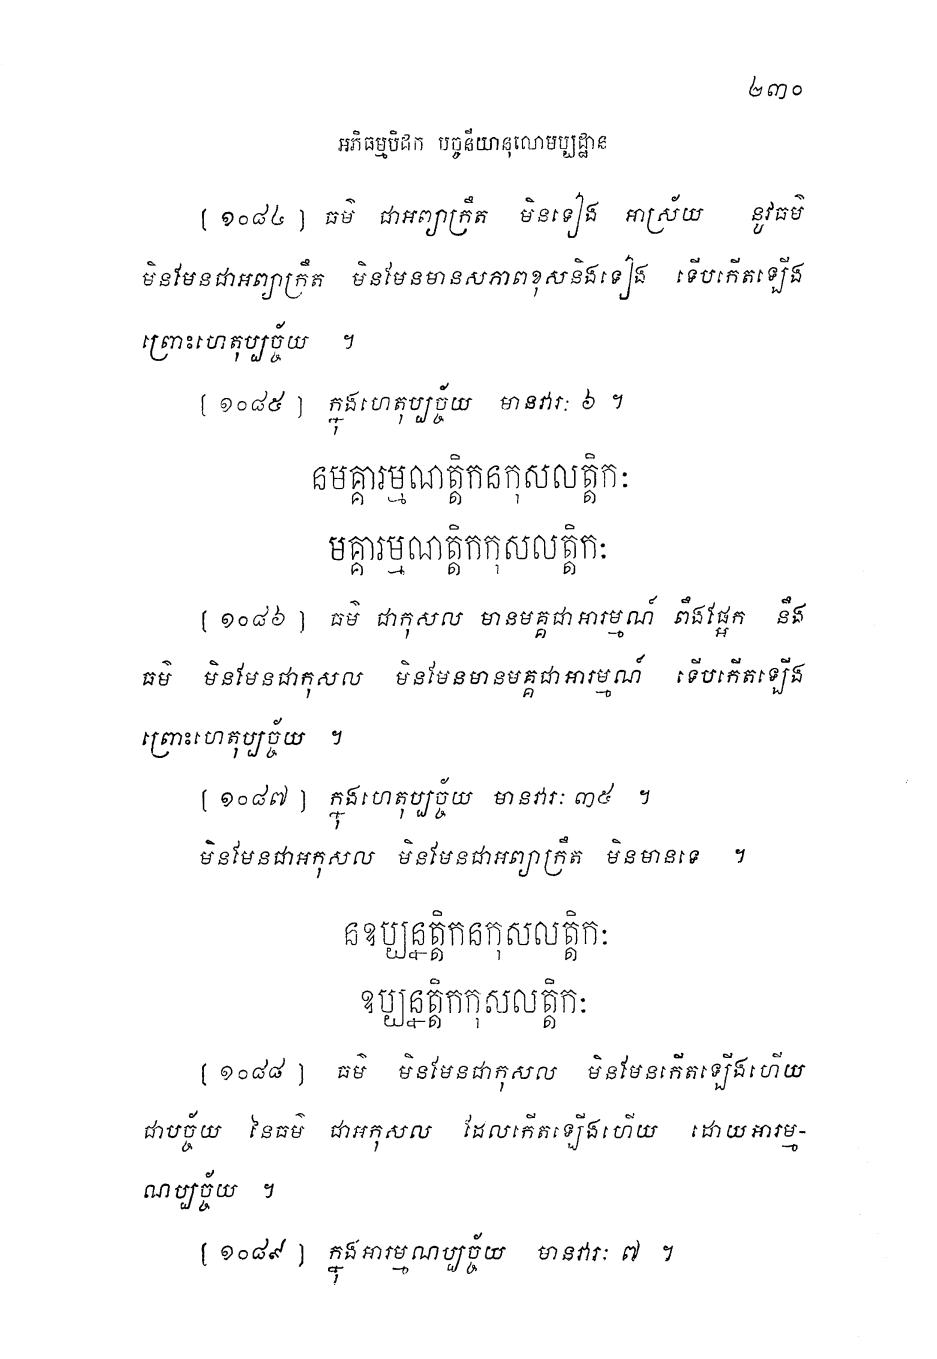 ២៣០
អភិធម្មបិដក បច្ចនីយានុលោមប្បដ្ឋាន
[ ១០៨៤ ] ធម៌ ជាអព្យាក្រឹត មិនទៀង អាស្រ័យ នូវធម៌
មិនមែនជាអព្យាក្រឹត មិនមែនមានសភាពខុសនិងទៀង ទើបកើតឡើង
ព្រោះហេតុប្បច្ច័យ ។
[ ១០៨៥ ] ក្នុងហេតុប្បច្ច័យ មានវារៈ ៦ ។
នមគ្គារម្មណត្តិកនកុសលត្តិកៈ
មគ្គារម្មណត្តិកកុសលត្តិកៈ
[ ១០៨៦ ] ធម៌ ជាកុសល មានមគ្គជាអារម្មណ៍ ពឹងផ្អែក នឹង
ធម៌ មិនមែនជាកុសល មិនមែនមានមគ្គជាអារម្មណ៍ ទើបកើតឡើង
ព្រោះហេតុប្បច្ច័យ ។
[ ១០៨៧ ] ក្នុងហេតុប្បច្ច័យ មានវារៈ ៣៥ ។
មិនមែនជាអកុសល មិនមែនជាអព្យាក្រឹត មិនមានទេ ។
នឧប្បន្នត្តិកនកុសលត្តិកៈ
ឧប្បន្នត្តិកកុសលត្តិកៈ
[ ១០៨៨ ] ធម៌ មិនមែនជាកុសល មិនមែនកើតឡើងហើយ
ជាបច្ច័យ នៃធម៌ ជាអកុសល ដែលកើតឡើងហើយ ដោយអារម្ម-
ណប្បច្ច័យ ។
[ ១០៨៩ ] ក្នុងអារម្មណប្បច្ច័យ មានវារៈ ៧ ។